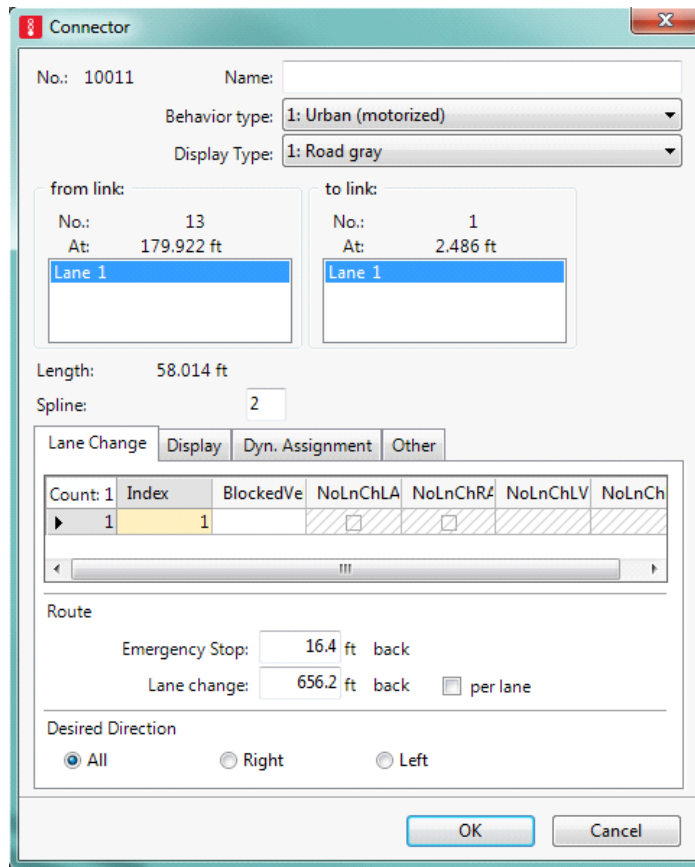 Connector
No.: 10011 Name:
Behavior type: 1: Urban (motorized)
Display Type: 1: Road gray
from link: to link:
No.: 13 No.: 1
At: 179.922 ft At: 2.486 ft
Lane 1 Lane 1
Length: 58.014 ft
Spline: 2
Lane Change Display Dyn. Assignment Other
Count: 1 Index BlockedVe NoLnChLA NoLnChRA NoLnChLV NoLnCh
1 1
Route
Emergency Stop: 16.4 ft back
Lane change: 656.2 ft back per lane
Desired Direction
All Right Left
OK Cancel